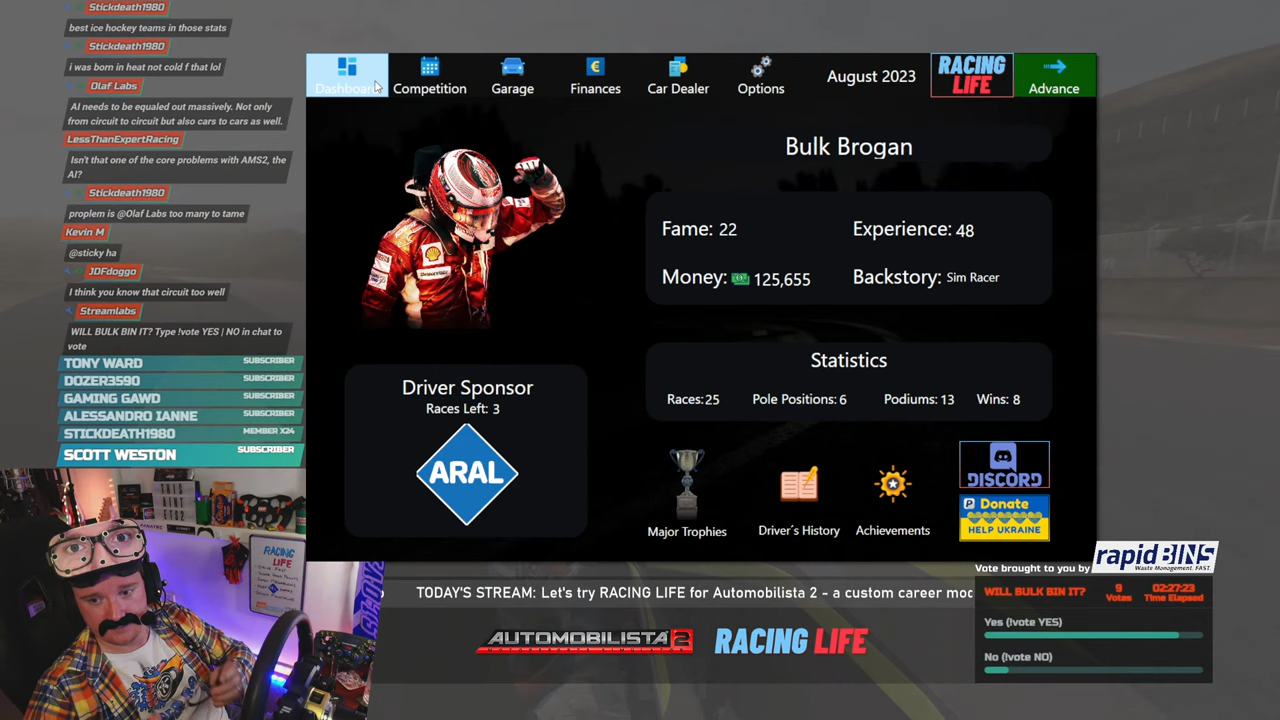 Stickdeath1980
best ice hockey teams in those stats
Stickdeath1980
i was born in heat not cold f that lol
Olaf Labs
AI needs to be equaled out massively. Not only
from circuit to circuit but also cars to cars as well.
LessThanExpertRacing
Isn't that one of the core problems with AMS2, the
AI?
Stickdeath1980
proplem is @Olaf Labs too many to tame
Kevin M
@sticky ha
JDFdoggo
I think you know that circuit too well
Streamlabs
WILL BULK BIN IT? Type !vote YES | NO in chat to
vote
TONY WARD SUBSCRIBER
DOZER3590 SUBSCRIBER
GAMING GAWD SUBSCRIBER
ALESSANDRO IANNE SUBSCRIBER
STICKDEATH1980 MEMBER X24
SCOTT WESTON SUBSCRIBER
Dashboard
Competition
Garage
Finances
Car Dealer
Options
August 2023
RACING
LIFE
Advance
Bulk Brogan
Fame: 22
Experience: 48
Money: 125,655
Backstory: Sim Racer
Statistics
Races:25 Pole Positions: 6 Podiums: 13 Wins: 8
Driver Sponsor
Races Left: 3
ARAL
Major Trophies
Driver´s History
Achievements
DISCORD
Donate
HELP UKRAINE
RACING
LIFE
TODAY'S STREAM: Let's try RACING LIFE for Automobilista 2 - a custom career mod
AUTOMOBILISTA 2
RACING LIFE
Vote brought to you by
rapidBINS
Waste Management. FAST.
WILL BULK BIN IT?
9
Votes
02:27:23
Time Elapsed
Yes (!vote YES)
No (!vote NO)